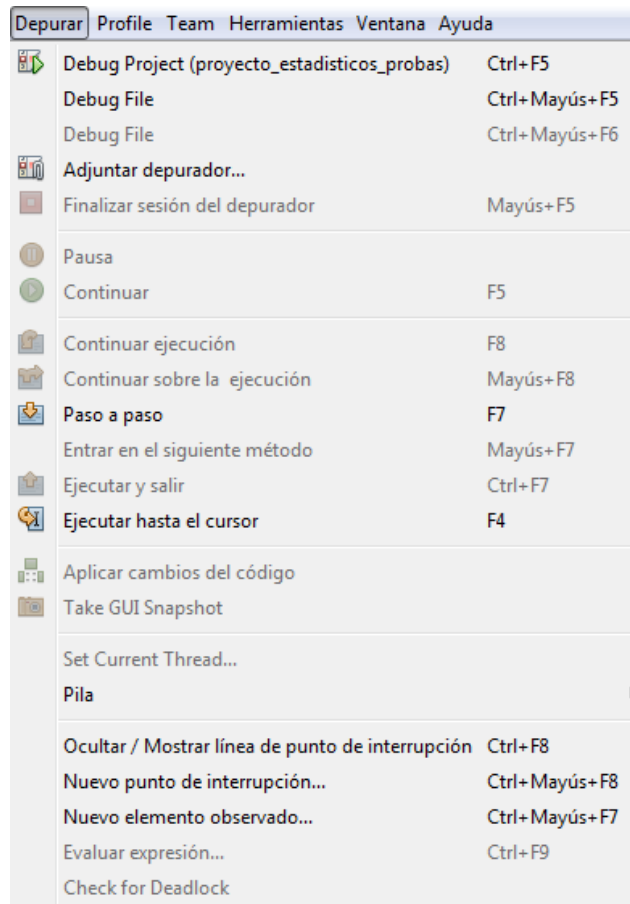 Depurar Profile Team Herramientas Ventana Ayuda
Debug Project (proyecto_estadisticos_probas) Ctrl+F5
Debug File Ctrl+Mayús+F5
Debug File Ctrl+Mayús+F6
Adjuntar depurador...
Finalizar sesión del depurador Mayús+F5
Pausa
Continuar F5
Continuar ejecución F8
Continuar sobre la ejecución Mayús+F8
Paso a paso F7
Entrar en el siguiente método Mayús+F7
Ejecutar y salir Ctrl+F7
Ejecutar hasta el cursor F4
Aplicar cambios del código
Take GUI Snapshot
Set Current Thread...
Pila
Ocultar / Mostrar línea de punto de interrupción Ctrl+F8
Nuevo punto de interrupción... Ctrl+Mayús+F8
Nuevo elemento observado... Ctrl+Mayús+F7
Evaluar expresión... Ctrl+F9
Check for Deadlock